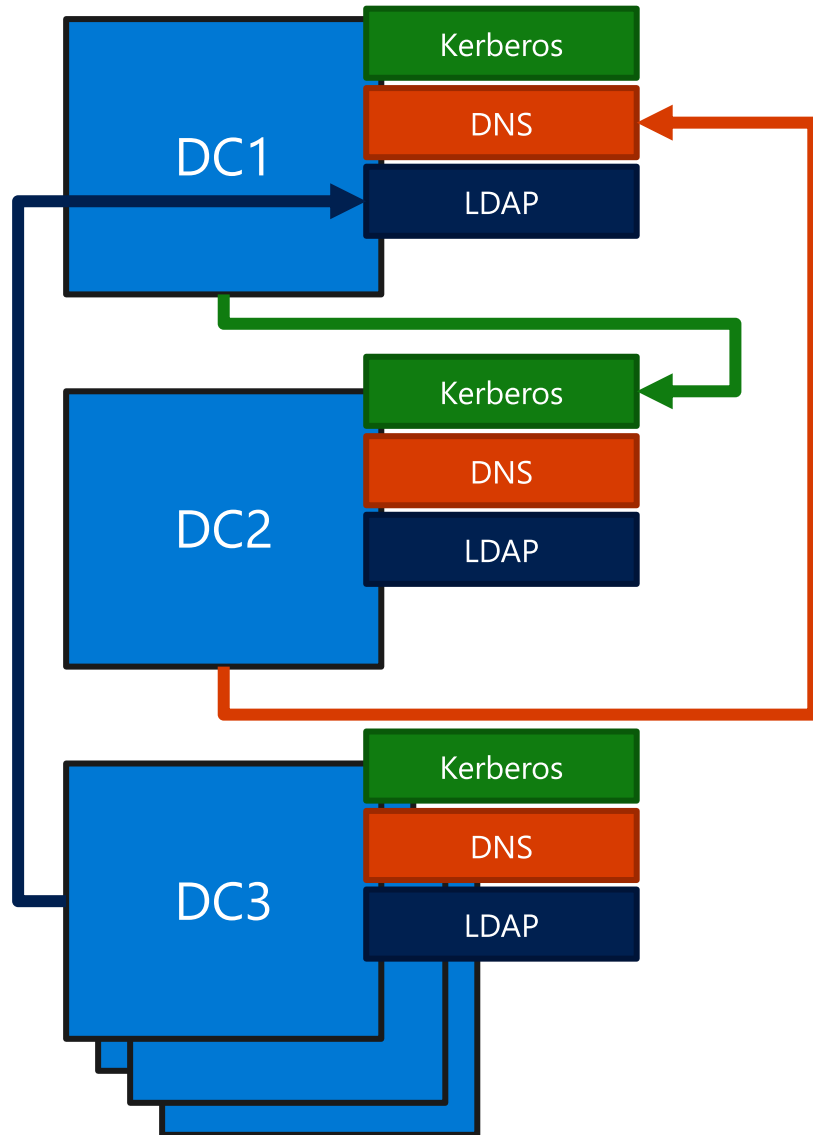 Kerberos
DNS
DC1
LDAP
Kerberos
DNS
DC2
LDAP
Kerberos
DNS
DC3
LDAP